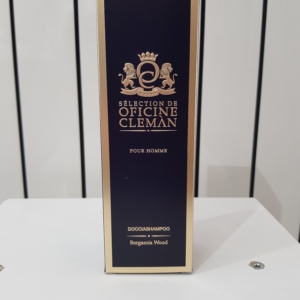 SÉLECTION DE
OFICINE
CLEMAN
POUR HOMME
DOCCIASHAMPOO
Bergamia Wood